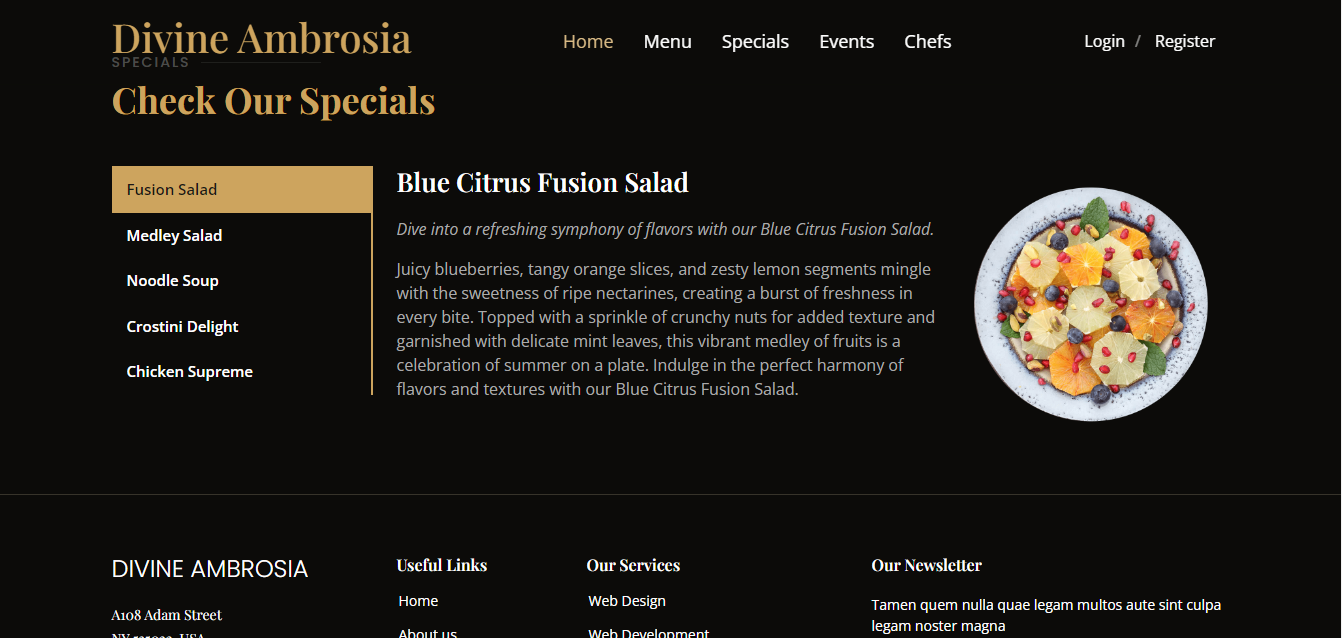 Divine Ambrosia
Home Menu Specials Events Chefs
Login / Register
SPECIALS
Check Our Specials
Fusion Salad
Medley Salad
Noodle Soup
Crostini Delight
Chicken Supreme
Blue Citrus Fusion Salad
Dive into a refreshing symphony of flavors with our Blue Citrus Fusion Salad.
Juicy blueberries, tangy orange slices, and zesty lemon segments mingle
with the sweetness of ripe nectarines, creating a burst of freshness in
every bite. Topped with a sprinkle of crunchy nuts for added texture and
garnished with delicate mint leaves, this vibrant medley of fruits is a
celebration of summer on a plate. Indulge in the perfect harmony of
flavors and textures with our Blue Citrus Fusion Salad.
DIVINE AMBROSIA
A108 Adam Street
Useful Links
Home
About us
Our Services
Web Design
Web Development
Our Newsletter
Tamen quem nulla quae legam multos aute sint culpa
legam noster magna